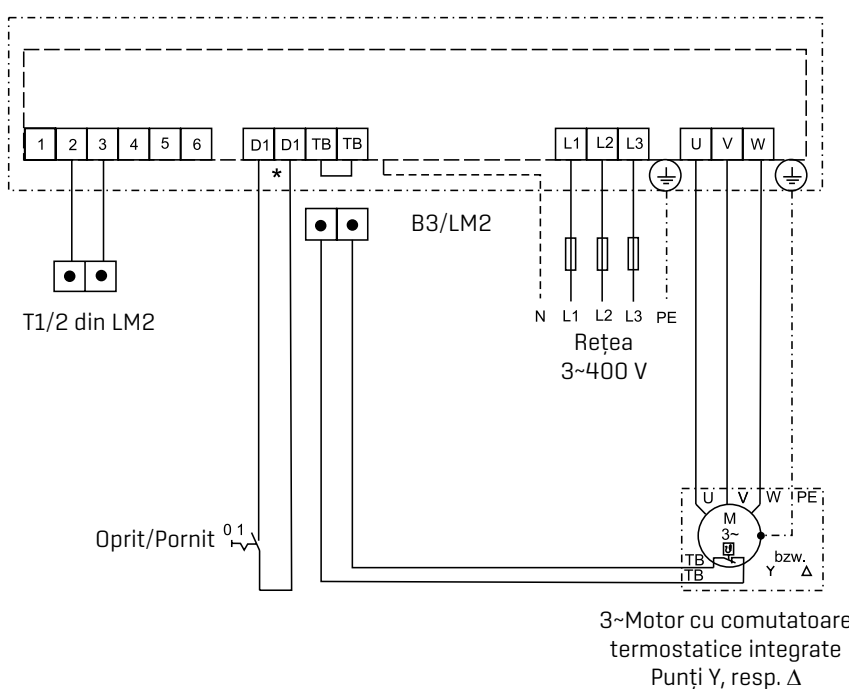 1 2 3 4 5 6 D1 D1 TB TB L1 L2 L3 U V W
*
B3/LM2
T1/2 din LM2
N L1 L2 L3 PE
Rețea
3~400 V
Oprit/Pornit 0 1
U V W PE
M
3~
TB
TB
bzw.
Y Δ
3~Motor cu comutatoare
termostatice integrate
Punți Y, resp. Δ